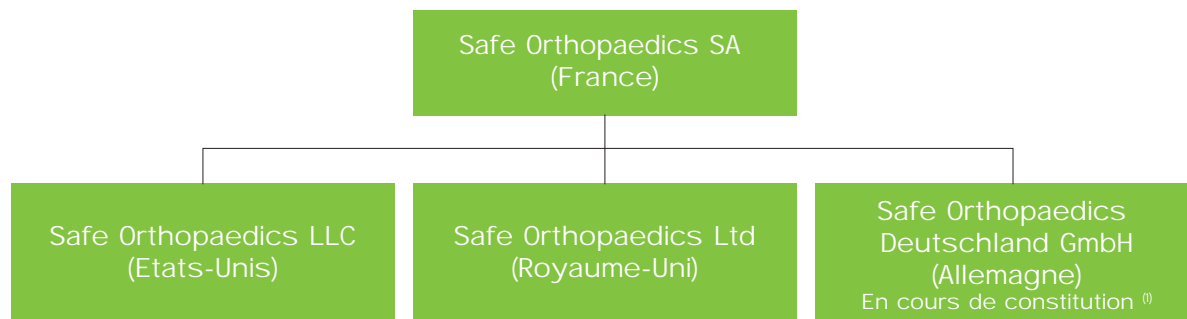 Safe Orthopaedics SA
(France)
Safe Orthopaedics LLC
(Etats-Unis)
Safe Orthopaedics Ltd
(Royaume-Uni)
Safe Orthopaedics
Deutschland GmbH
(Allemagne)
En cours de constitution (1)